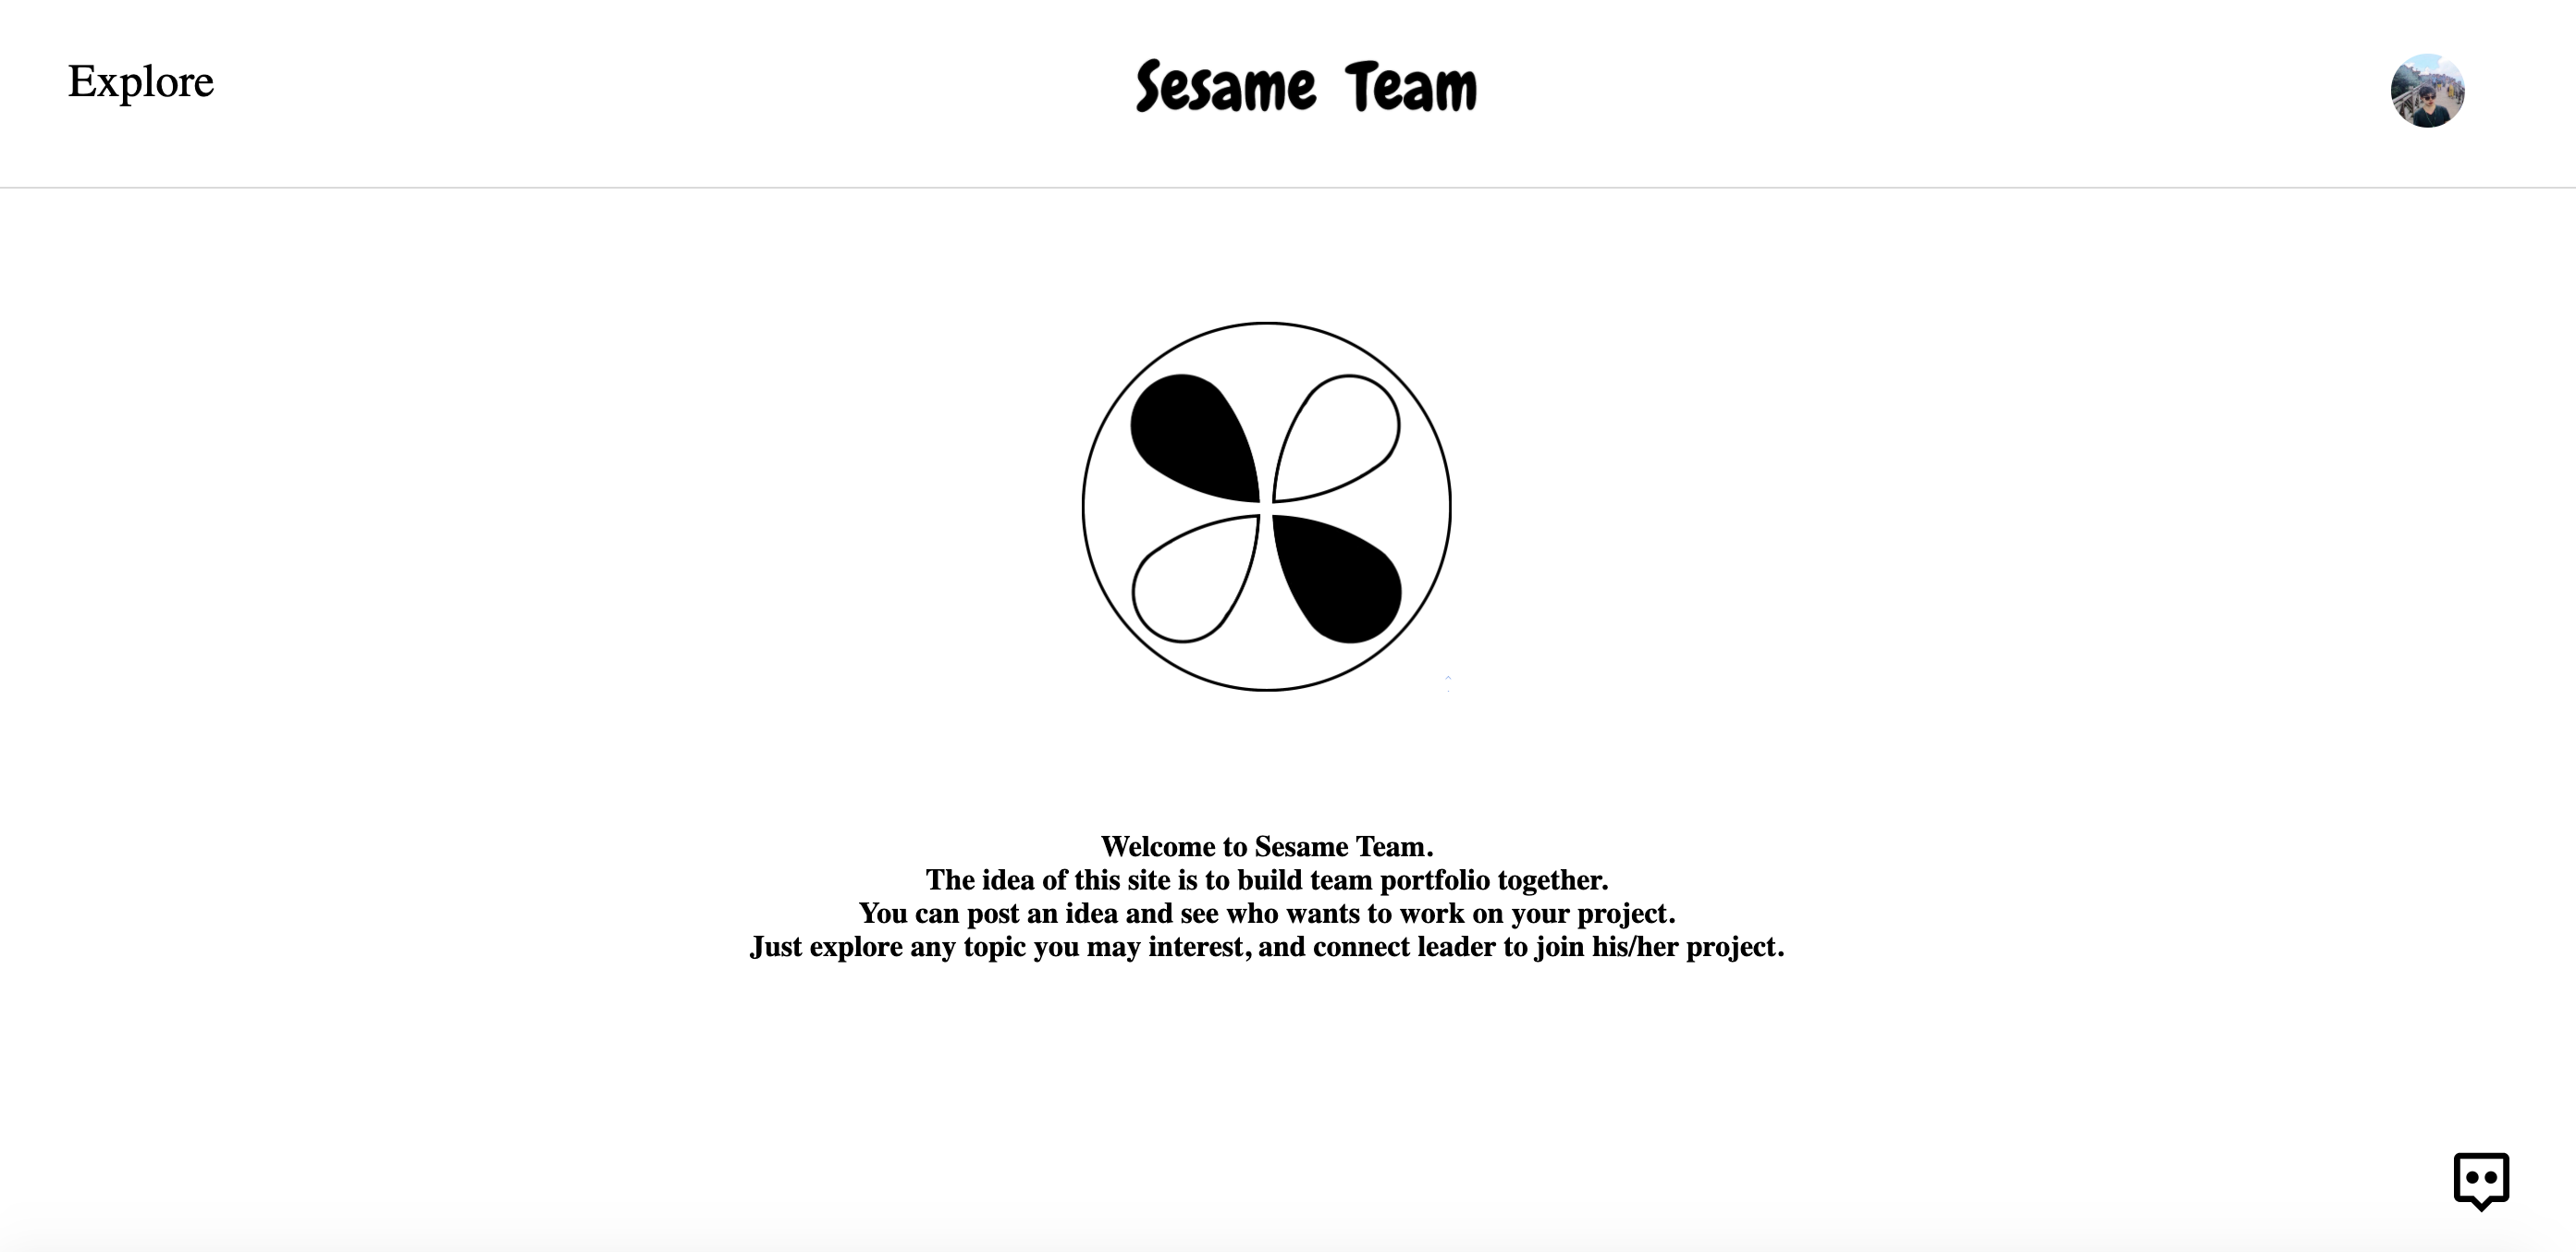 Explore
Sesame Team
Welcome to Sesame Team.
The idea of this site is to build team portfolio together.
You can post an idea and see who wants to work on your project.
Just explore any topic you may interest, and connect leader to join his/her project.